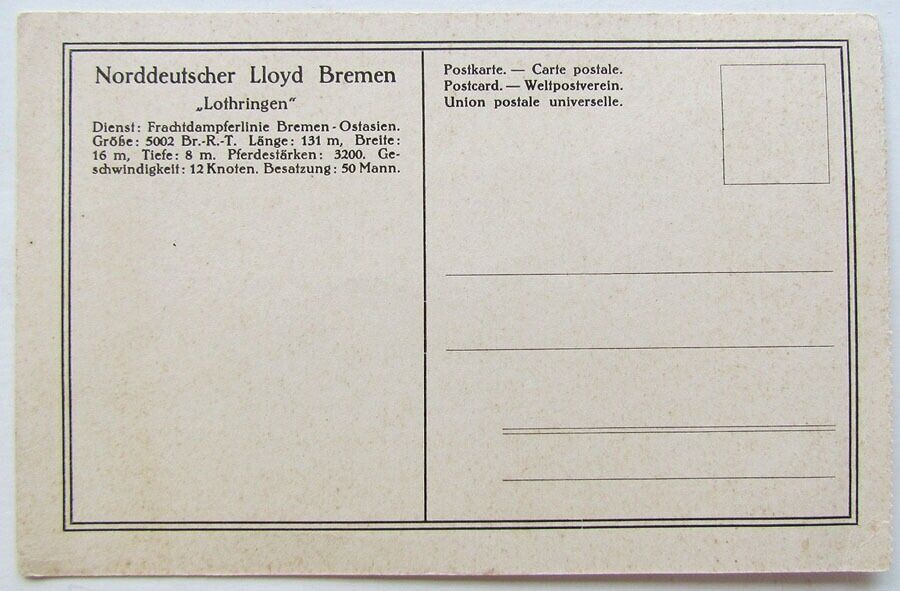 Norddeutscher Lloyd Bremen
„Lothringen“
Dienst: Frachtdampferlinie Bremen-Ostasien.
Größe: 5002 Br.-R.-T. Länge: 131 m, Breite:
16 m, Tiefe: 8 m. Pferdestärken: 3200. Ge-
schwindigkeit: 12 Knoten. Besatzung: 50 Mann.
Postkarte. — Carte postale.
Postcard. — Weltpostverein.
Union postale universelle.